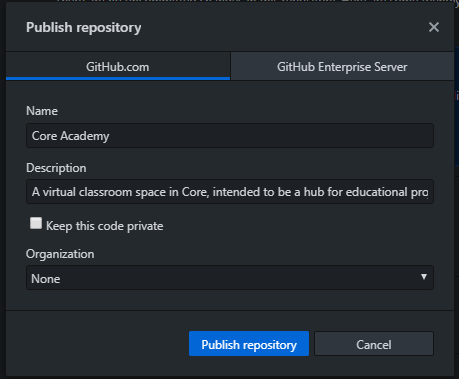 Publish repository
GitHub.com
GitHub Enterprise Server
Name
Core Academy
Description
A virtual classroom space in Core, intended to be a hub for educational pro
Keep this code private
Organization
None
Publish repository
Cancel